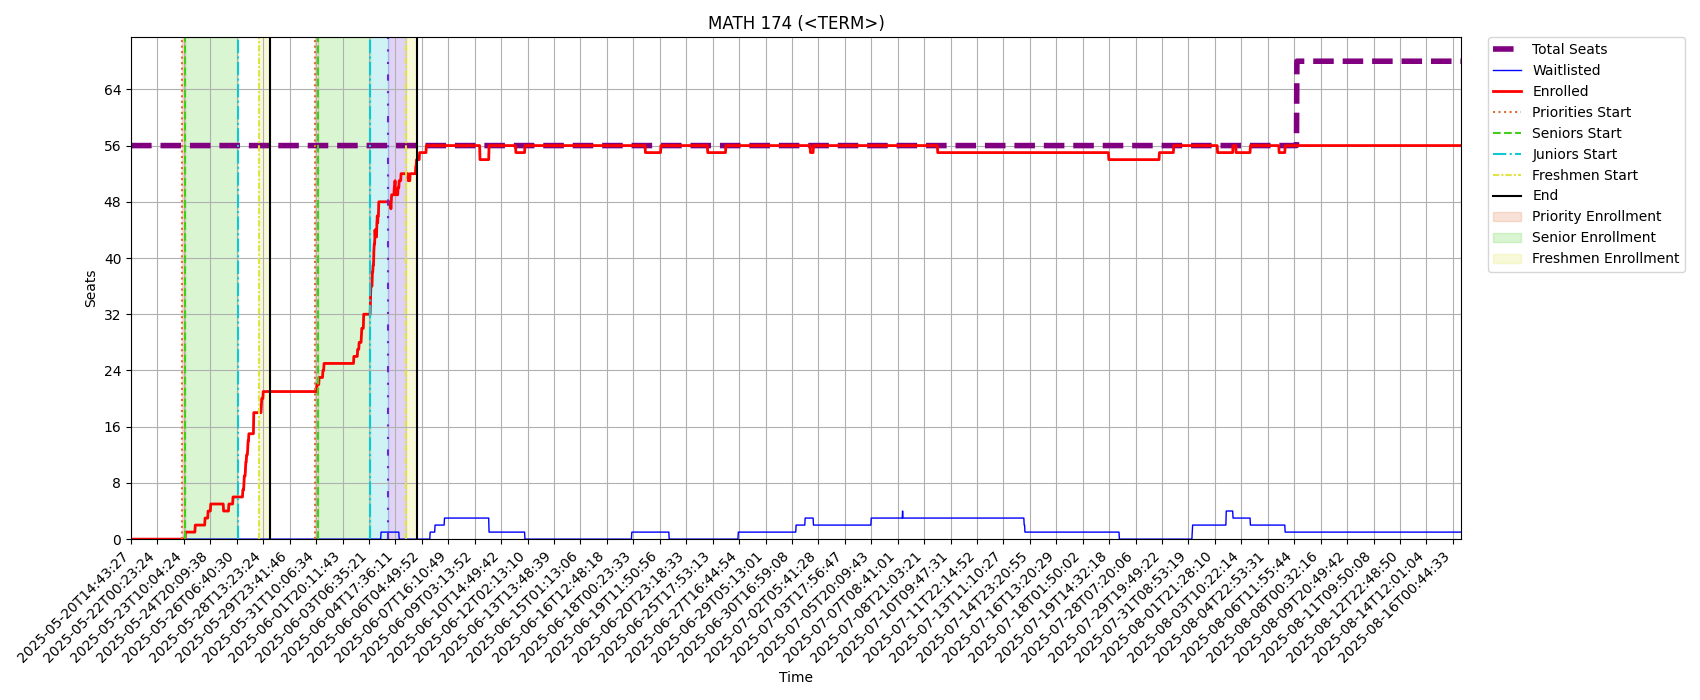 MATH 174 (<TERM>)
Total Seats
Waitlisted
Enrolled
Priorities Start
Seniors Start
Juniors Start
Freshmen Start
End
Priority Enrollment
Senior Enrollment
Freshmen Enrollment
Seats
64
56
48
40
32
24
16
8
0
2025-05-20T14:43:27
2025-05-22T00:23:24
2025-05-23T10:04:24
2025-05-24T20:09:38
2025-05-26T06:40:30
2025-05-28T13:23:24
2025-05-29T23:41:46
2025-05-31T10:06:34
2025-06-01T20:11:43
2025-06-03T06:35:21
2025-06-04T17:36:11
2025-06-06T04:49:52
2025-06-07T16:10:49
2025-06-09T03:13:52
2025-06-10T14:49:42
2025-06-12T02:13:10
2025-06-13T13:48:39
2025-06-15T01:13:06
2025-06-16T12:48:18
2025-06-18T00:23:33
2025-06-19T11:50:56
2025-06-20T23:18:33
2025-06-25T17:53:13
2025-06-27T16:44:54
2025-06-29T05:13:01
2025-06-30T16:59:08
2025-07-02T05:41:28
2025-07-03T17:56:47
2025-07-05T20:09:43
2025-07-07T08:41:01
2025-07-08T21:03:21
2025-07-10T09:47:31
2025-07-11T22:14:52
2025-07-13T11:10:27
2025-07-14T23:20:55
2025-07-16T13:20:29
2025-07-18T01:50:02
2025-07-19T14:32:18
2025-07-28T07:20:06
2025-07-29T19:49:22
2025-07-31T08:53:19
2025-08-01T21:28:10
2025-08-03T10:22:14
2025-08-04T22:53:31
2025-08-06T11:55:44
2025-08-08T00:32:16
2025-08-09T20:49:42
2025-08-11T09:50:08
2025-08-12T22:48:50
2025-08-14T12:01:04
2025-08-16T00:44:33
Time